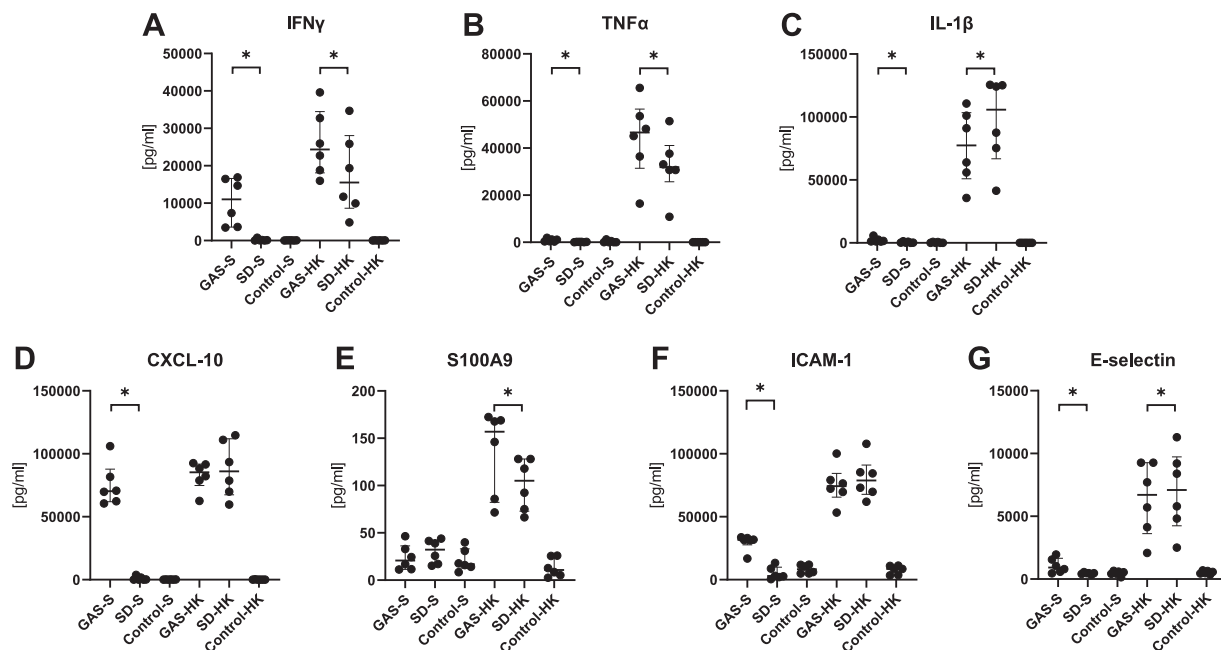 A IFNγ
[pg/ml]
50000
40000
30000
20000
10000
0
* *
GAS-S SD-S Control-S GAS-HK SD-HK Control-HK
B TNFα
[pg/ml]
80000
60000
40000
20000
0
* *
GAS-S SD-S Control-S GAS-HK SD-HK Control-HK
C IL-1β
[pg/ml]
150000
100000
50000
0
* *
GAS-S SD-S Control-S GAS-HK SD-HK Control-HK
D CXCL-10
[pg/ml]
150000
100000
50000
0
*
GAS-S SD-S Control-S GAS-HK SD-HK Control-HK
E S100A9
[pg/ml]
200
150
100
50
0
*
GAS-S SD-S Control-S GAS-HK SD-HK Control-HK
F ICAM-1
[pg/ml]
150000
100000
50000
0
*
GAS-S SD-S Control-S GAS-HK SD-HK Control-HK
G E-selectin
[pg/ml]
15000
10000
5000
0
* *
GAS-S SD-S Control-S GAS-HK SD-HK Control-HK